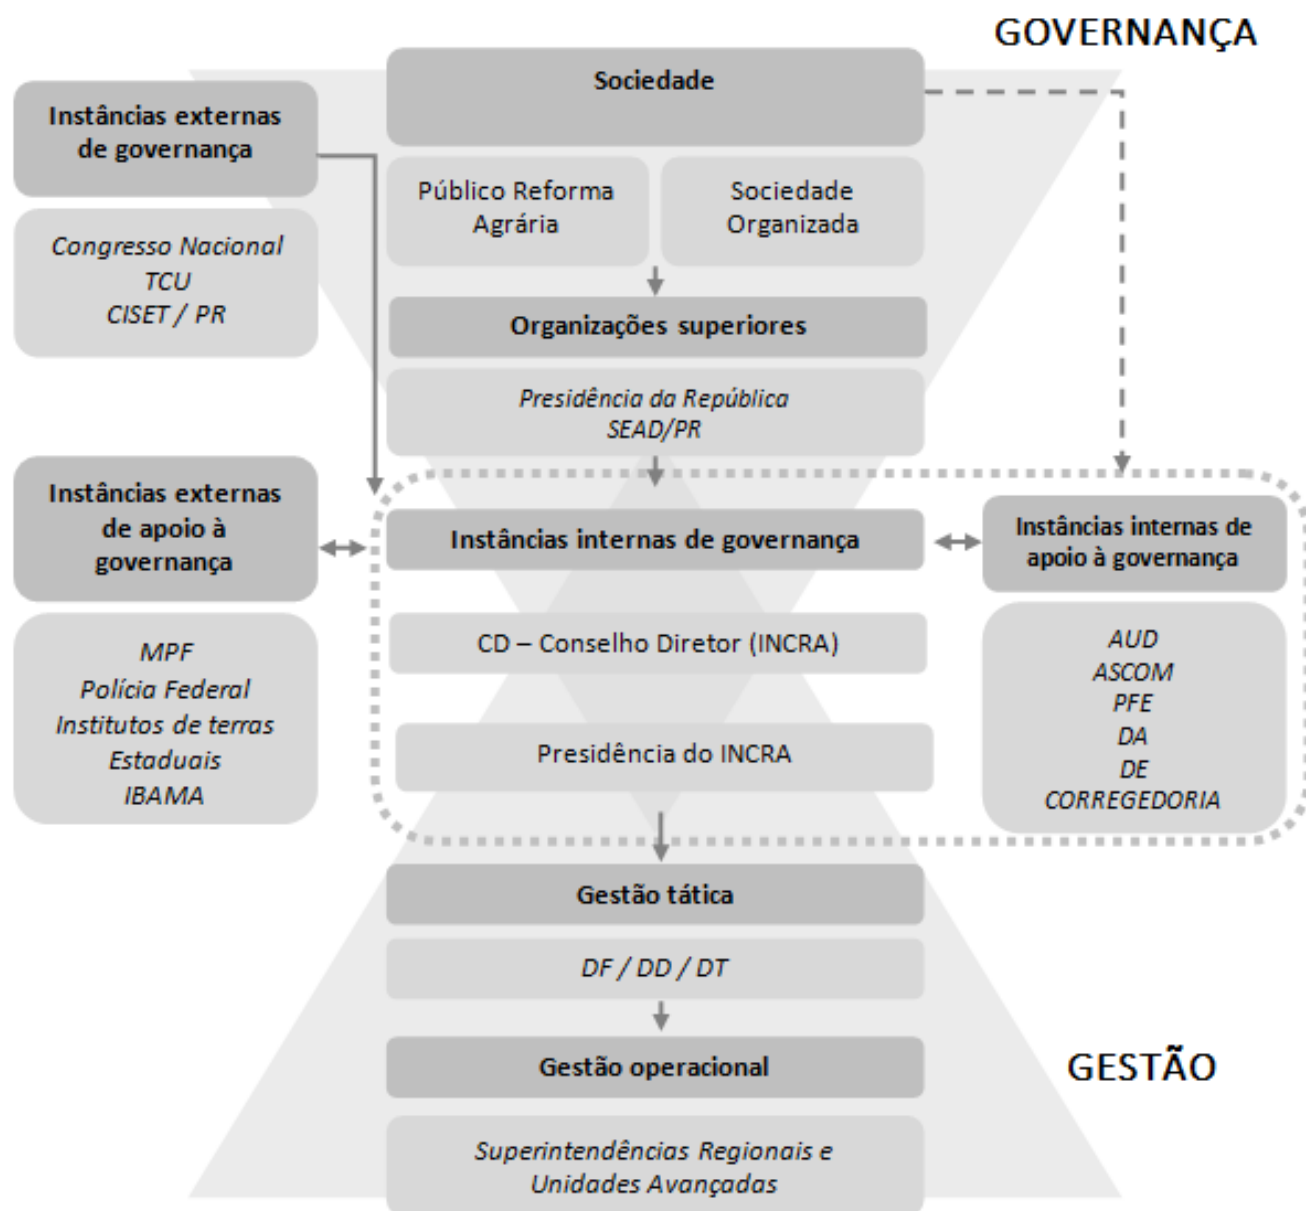 GOVERNANÇA
Sociedade
Instâncias externas
de governança
Público Reforma
Agrária
Sociedade
Organizada
Congresso Nacional
TCU
CISET / PR
Organizações superiores
Presidência da República
SEAD/PR
Instâncias externas
de apoio à
governança
Instâncias internas de governança
Instâncias internas de
apoio à governança
MPF
Polícia Federal
Institutos de terras
Estaduais
IBAMA
CD – Conselho Diretor (INCRA)
Presidência do INCRA
AUD
ASCOM
PFE
DA
DE
CORREGEDORIA
Gestão tática
DF / DD / DT
Gestão operacional
GESTÃO
Superintendências Regionais e
Unidades Avançadas